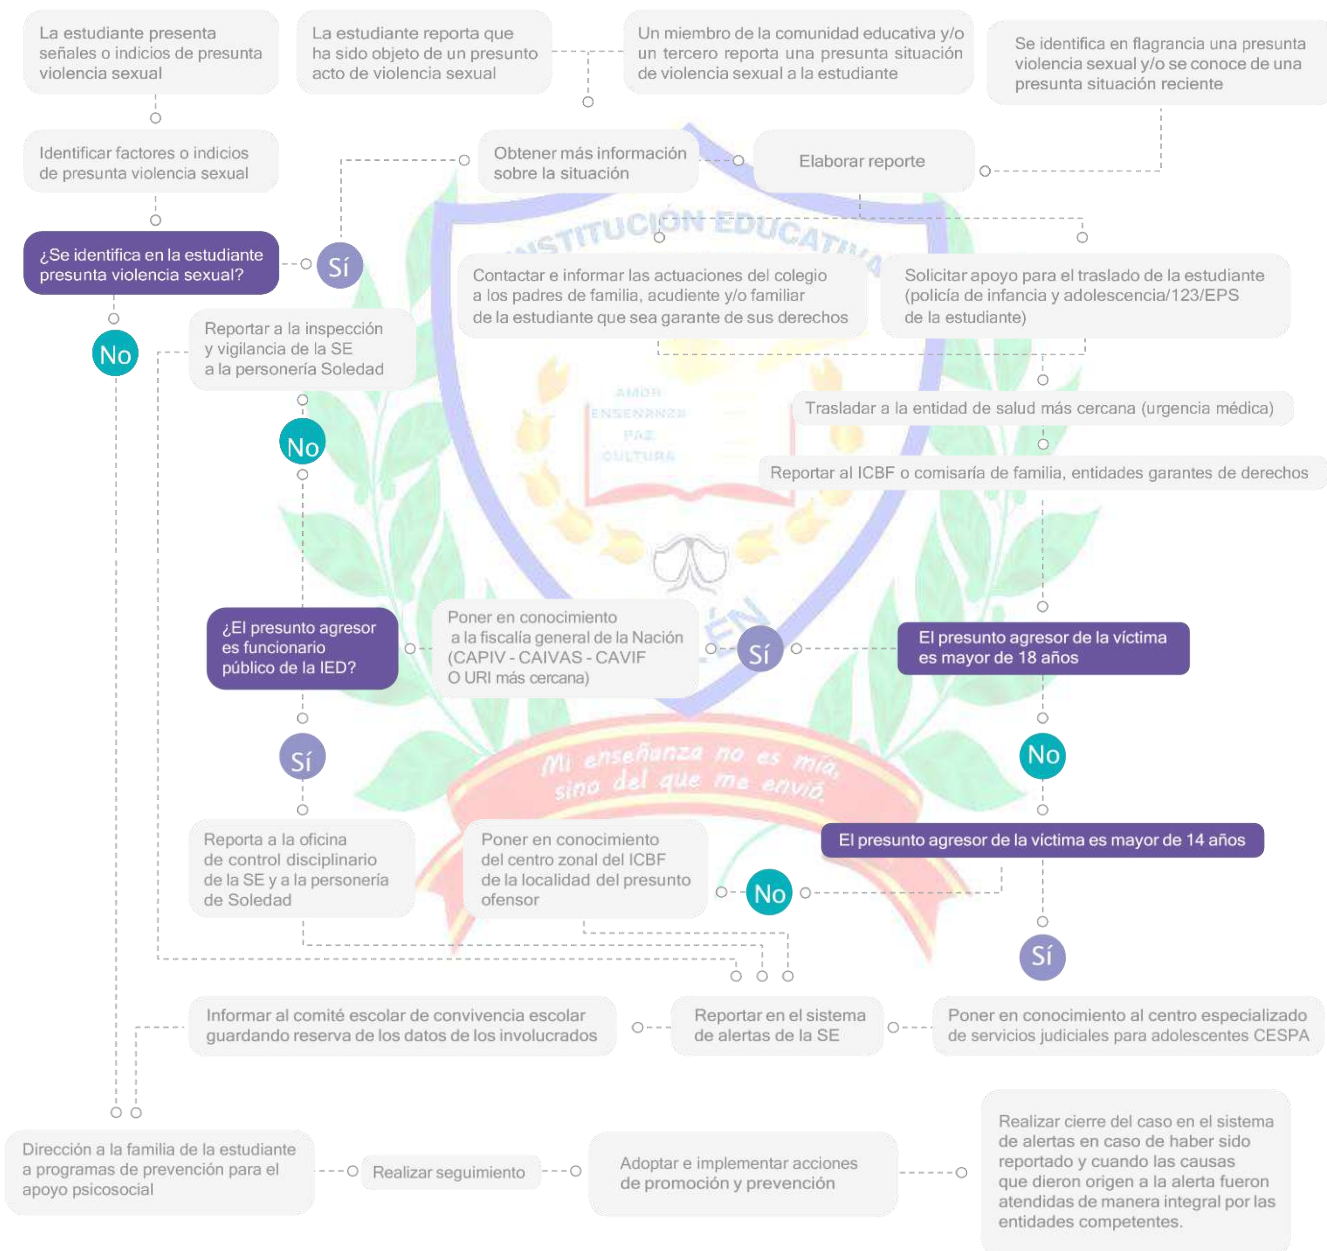 La estudiante presenta
señales o indicios de presunta
violencia sexual
La estudiante reporta que
ha sido objeto de un presunto
acto de violencia sexual
Un miembro de la comunidad educativa y/o
un tercero reporta una presunta situación
de violencia sexual a la estudiante
Se identifica en flagrancia una presunta
violencia sexual y/o se conoce de una
presunta situación reciente
Identificar factores o indicios
de presunta violencia sexual
Obtener más información
sobre la situación
Elaborar reporte
¿Se identifica en la estudiante
presunta violencia sexual?
Sí
INSTITUCIÓN EDUCATIVA
Contactar e informar las actuaciones del colegio
a los padres de familia, acudiente y/o familiar
de la estudiante que sea garante de sus derechos
Solicitar apoyo para el traslado de la estudiante
(policía de infancia y adolescencia/123/EPS
de la estudiante)
No
Reportar a la inspección
y vigilancia de la SE
a la personería Soledad
AMOR
ENSEÑANZA
PAZ
CULTURA
Trasladar a la entidad de salud más cercana (urgencia médica)
No
Reportar al ICBF o comisaría de familia, entidades garantes de derechos
¿El presunto agresor
es funcionario
público de la IED?
Poner en conocimiento
a la fiscalía general de la Nación
(CAPIV - CAIVAS - CAVIF
O URI más cercana)
Sí
El presunto agresor de la víctima
es mayor de 18 años
Sí
Mi enseñanza no es mía,
sino del que me envió.
No
Reporta a la oficina
de control disciplinario
de la SE y a la personería
de Soledad
Poner en conocimiento
del centro zonal del ICBF
de la localidad del presunto
ofensor
No
El presunto agresor de la víctima es mayor de 14 años
Sí
Informar al comité escolar de convivencia escolar
guardando reserva de los datos de los involucrados
Reportar en el sistema
de alertas de la SE
Poner en conocimiento al centro especializado
de servicios judiciales para adolescentes CESPA
Dirección a la familia de la estudiante
a programas de prevención para el
apoyo psicosocial
Realizar seguimiento
Adoptar e implementar acciones
de promoción y prevención
Realizar cierre del caso en el sistema
de alertas en caso de haber sido
reportado y cuando las causas
que dieron origen a la alerta fueron
atendidas de manera integral por las
entidades competentes.